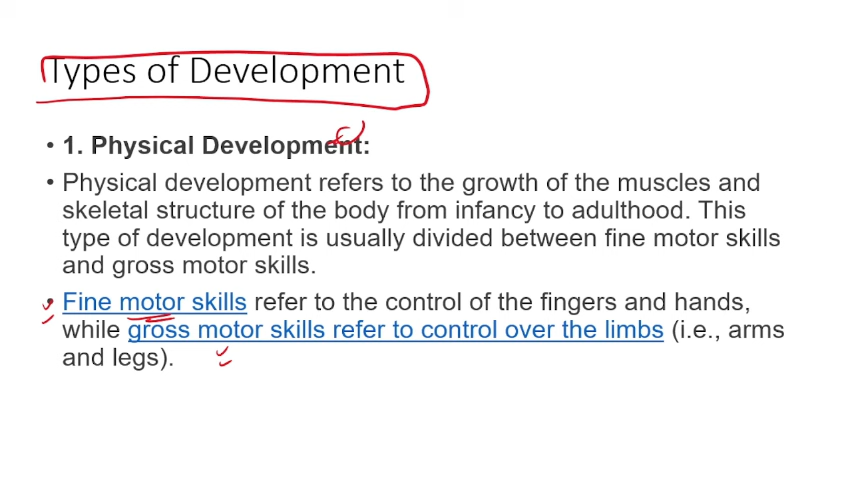 Types of Development
• 1. Physical Development:
• Physical development refers to the growth of the muscles and
skeletal structure of the body from infancy to adulthood. This
type of development is usually divided between fine motor skills
and gross motor skills.
• Fine motor skills refer to the control of the fingers and hands,
while gross motor skills refer to control over the limbs (i.e., arms
and legs).